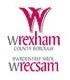 wrexham
COUNTY BOROUGH
BWRDEISTREF SIROL
wrecsam